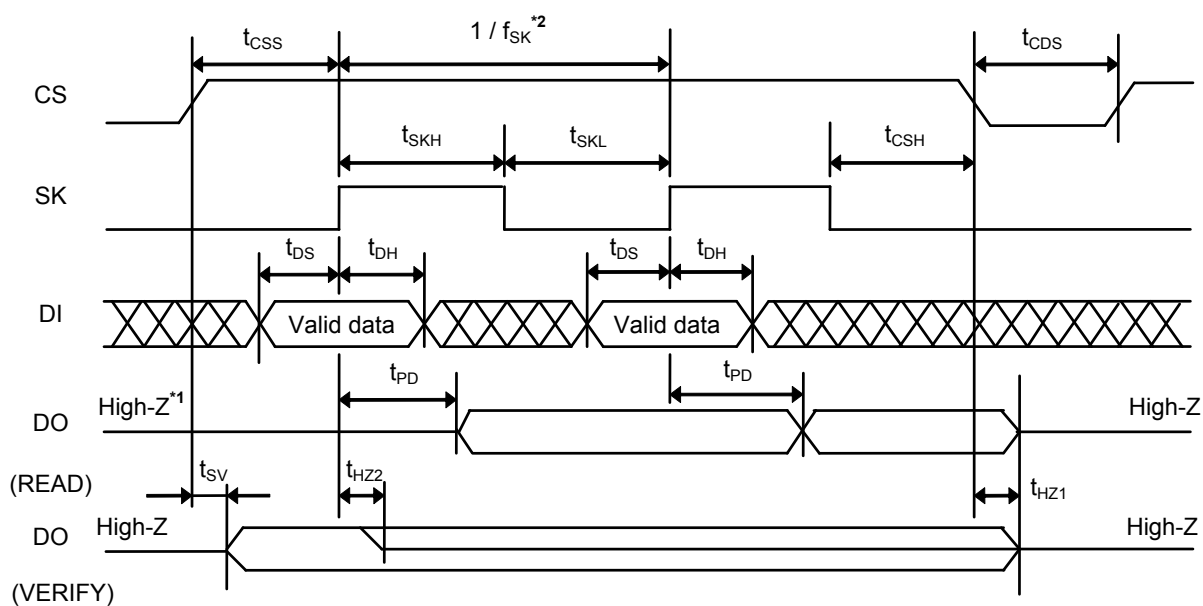 tCSS
1 / fSK*2
tCDS
CS
tSKH
tSKL
tCSH
SK
tDS
tDH
tDS
tDH
DI
Valid data
Valid data
tPD
tPD
High-Z*1
High-Z
DO
(READ)
tSV
tHZ2
tHZ1
High-Z
High-Z
DO
(VERIFY)